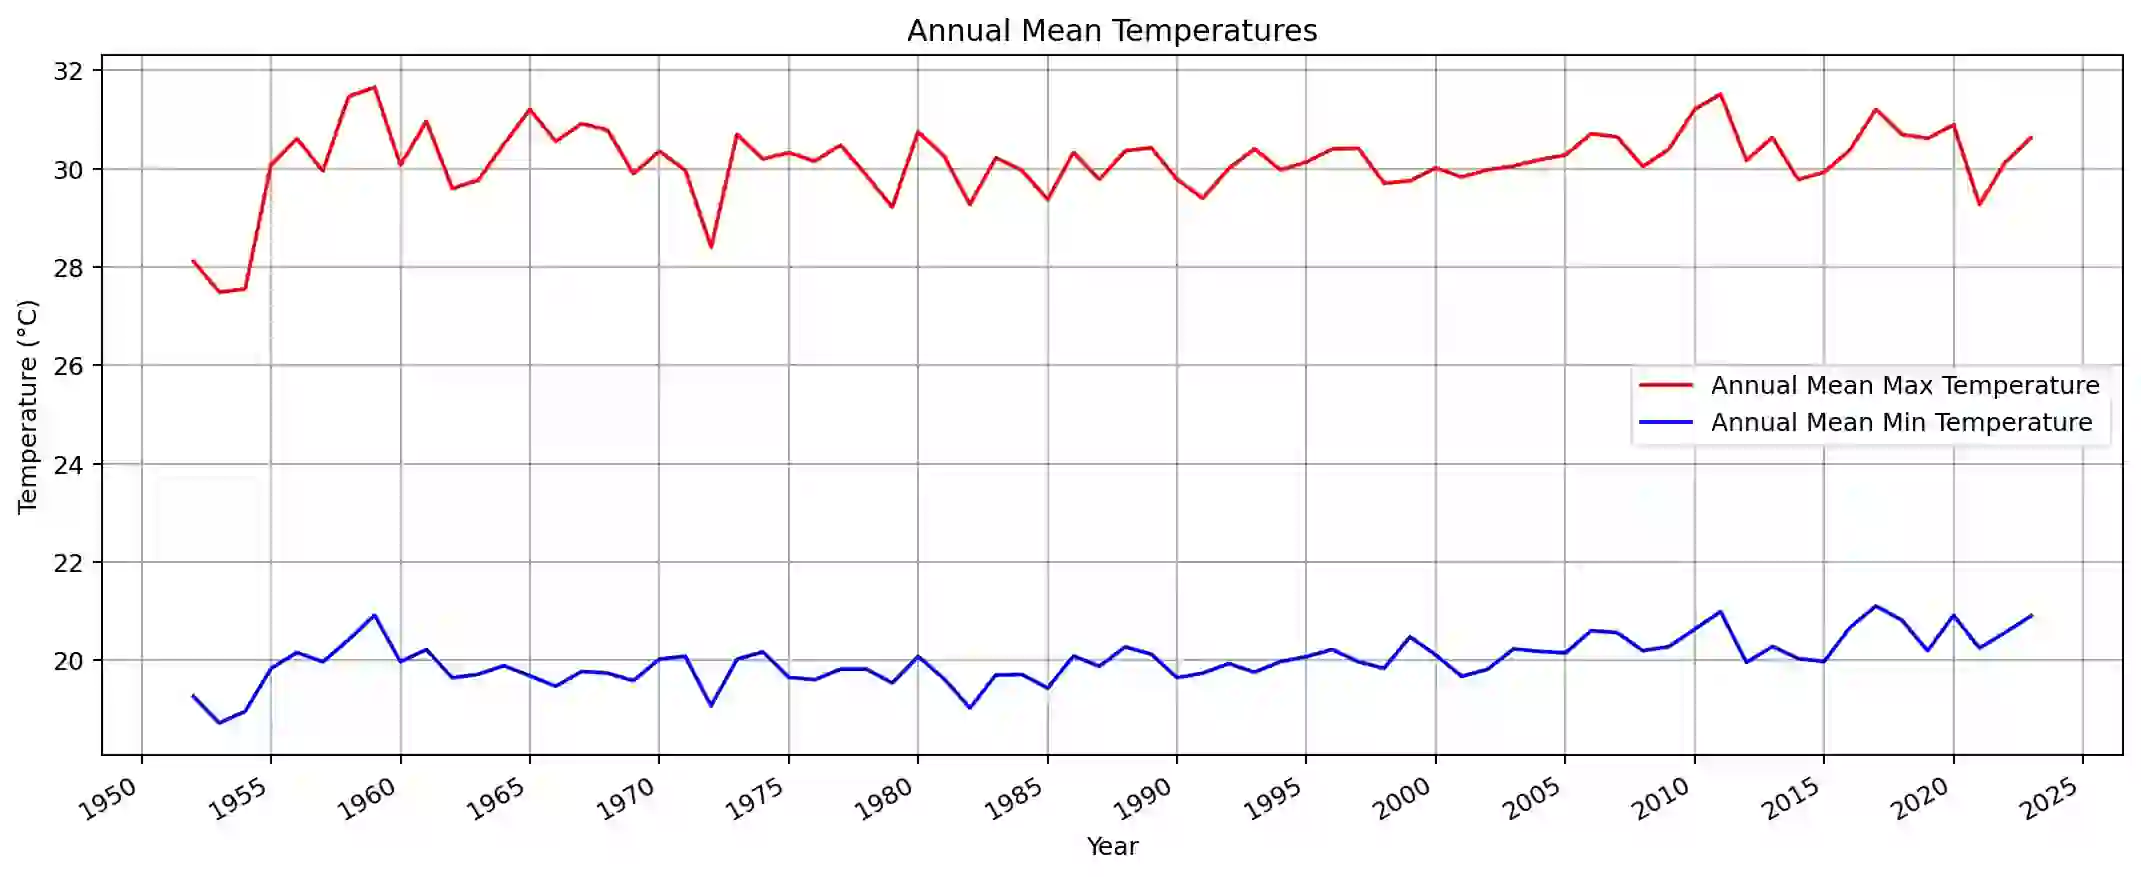 Annual Mean Temperatures
32
30
28
26
24
22
20
Temperature (°C)
Annual Mean Max Temperature
Annual Mean Min Temperature
1950 1955 1960 1965 1970 1975 1980 1985 1990 1995 2000 2005 2010 2015 2020 2025
Year